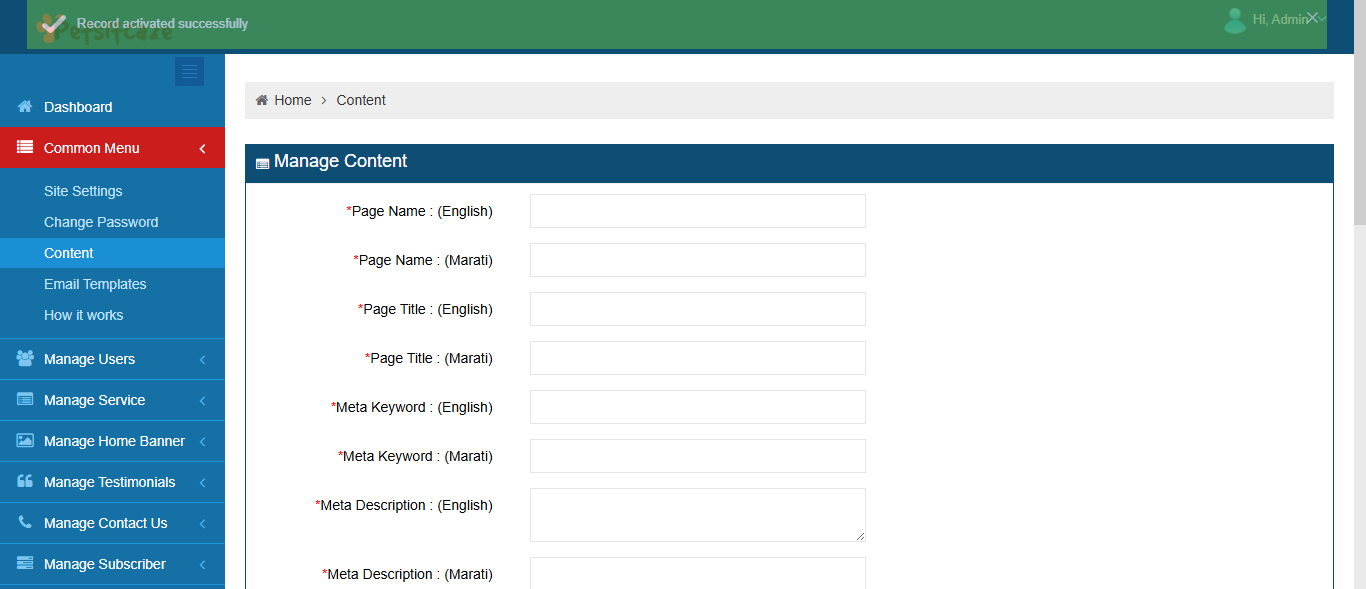 Record activated successfully
Petsitcaze
Hi, Admin
Dashboard
Common Menu
Site Settings
Change Password
Content
Email Templates
How it works
Manage Users
Manage Service
Manage Home Banner
Manage Testimonials
Manage Contact Us
Manage Subscriber
Home > Content
Manage Content
*Page Name : (English)
*Page Name : (Marati)
*Page Title : (English)
*Page Title : (Marati)
*Meta Keyword : (English)
*Meta Keyword : (Marati)
*Meta Description : (English)
*Meta Description : (Marati)